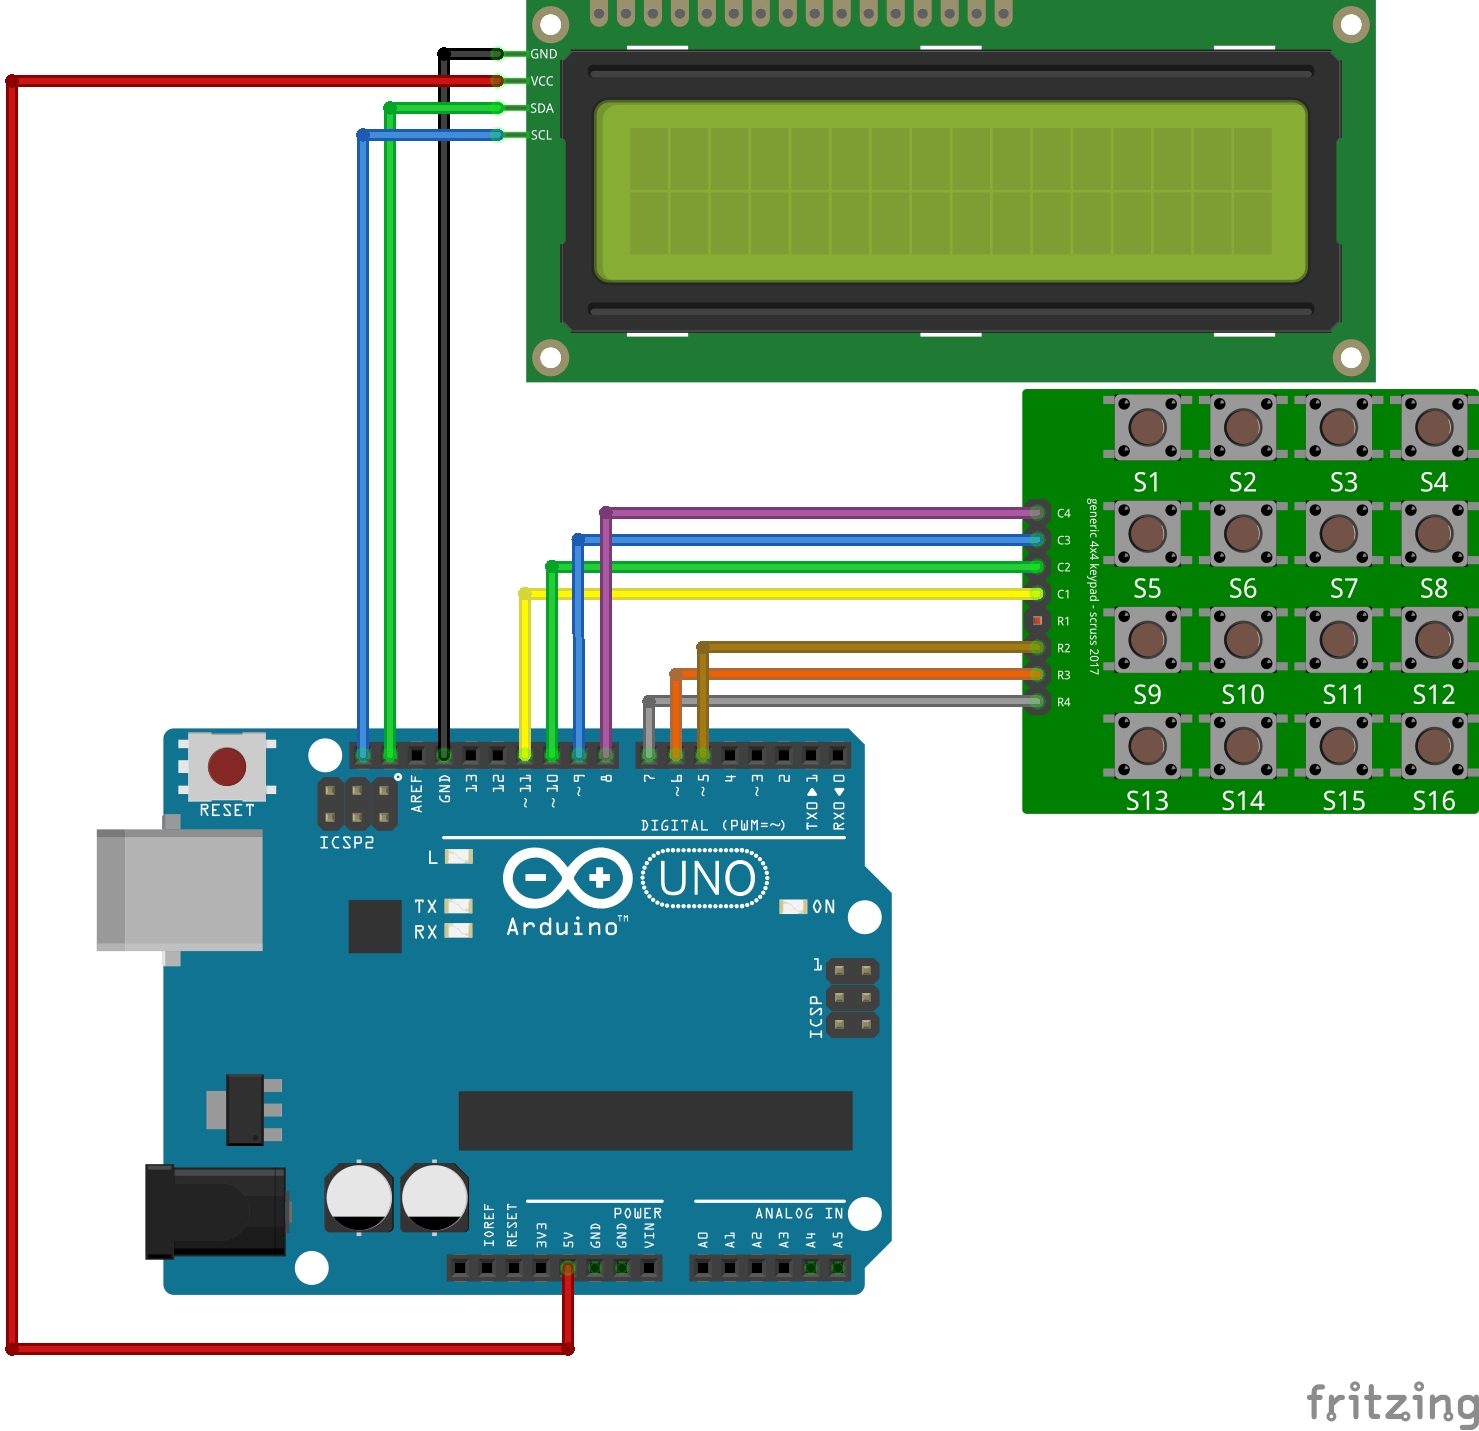 GND
VCC
SDA
SCL
S1 S2 S3 S4
S5 S6 S7 S8
S9 S10 S11 S12
S13 S14 S15 S16
C4
C3
C2
C1
R1
R2
R3
R4
generic 4x4 keypad - scruss 2017
RESET
ICSP2
AREF
GND
13
12
~11
~10
~9
8
7
~6
~5
4
~3
2
TX0▶1
RX0◀0
DIGITAL (PWM=~)
L
TX
RX
Arduino™
UNO
ON
1
ICSP
POWER
ANALOG IN
IOREF
RESET
3V3
5V
GND
GND
VIN
A0
A1
A2
A3
A4
A5
fritzing